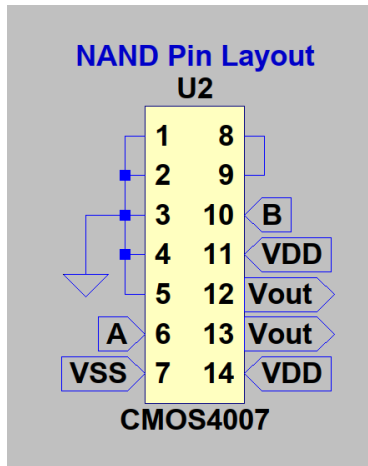 NAND Pin Layout
U2
1 8
2 9
3 10 B
4 11 VDD
5 12 Vout
A 6 13 Vout
VSS 7 14 VDD
CMOS4007